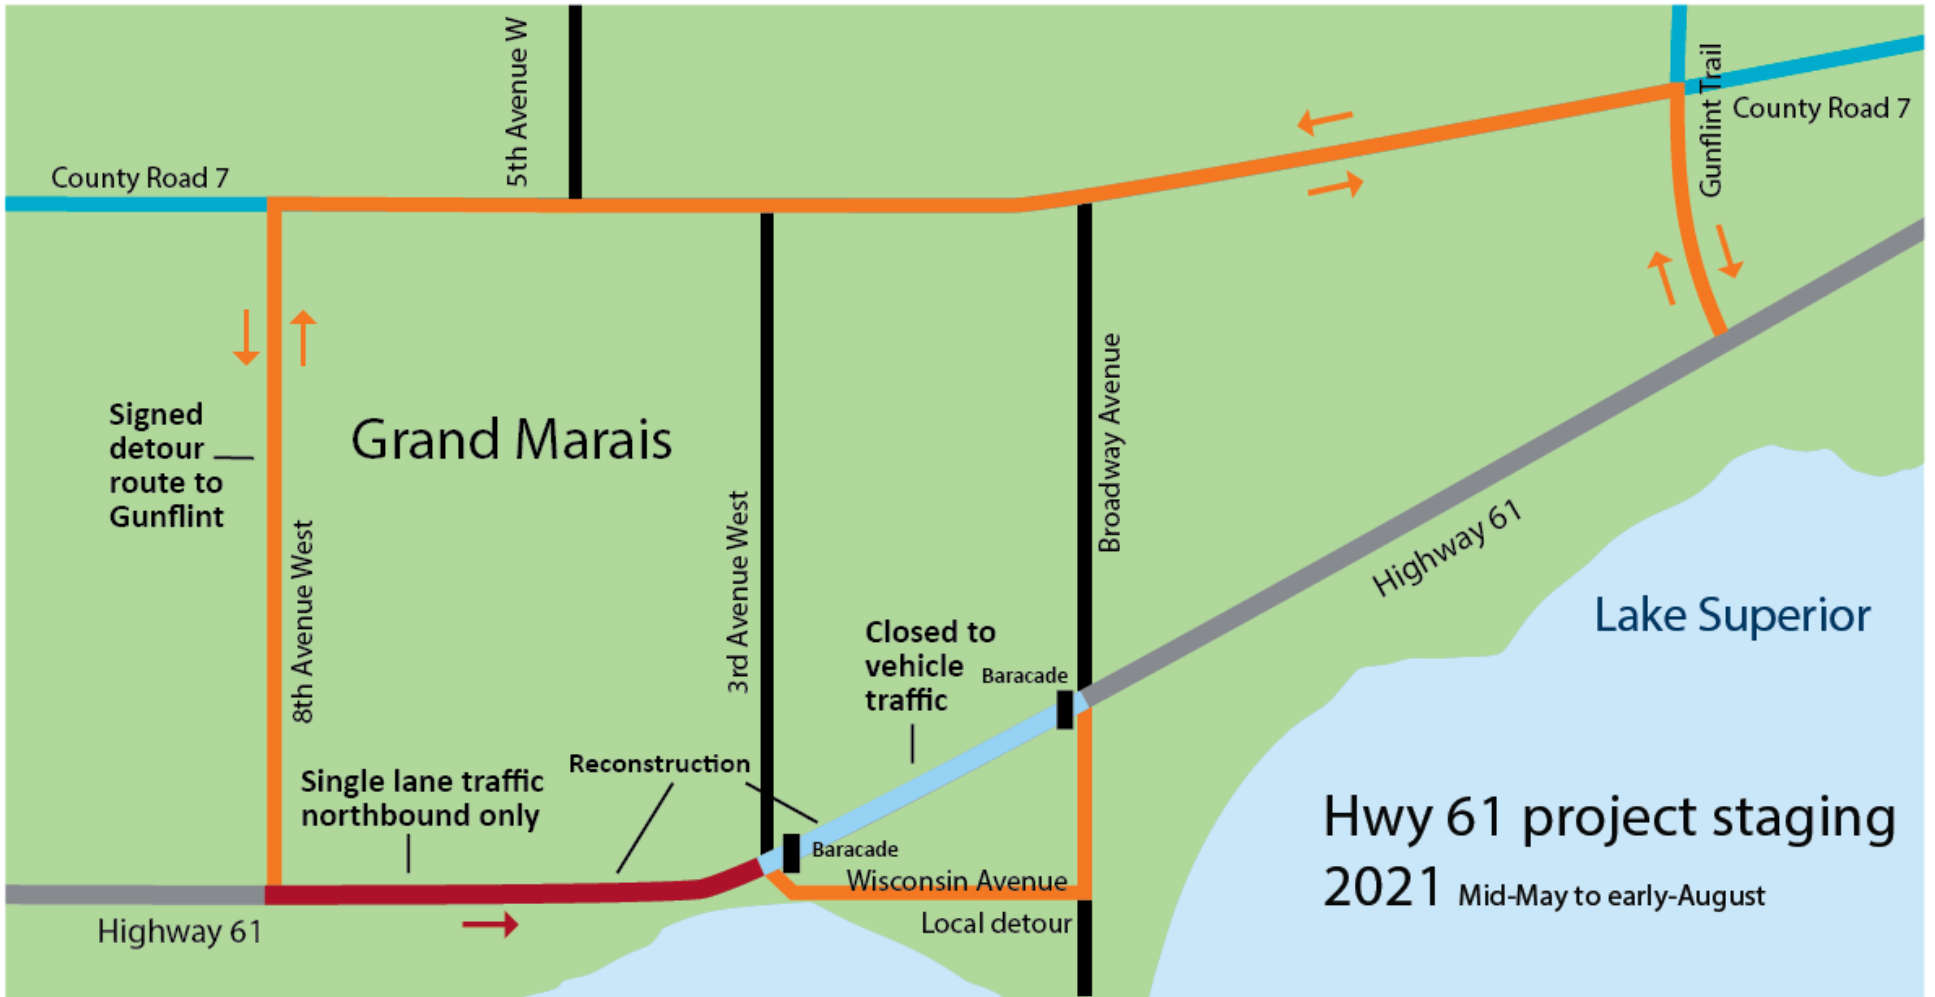 5th Avenue W
Gunflint Trail
County Road 7
County Road 7
Signed
detour
route to
Gunflint
Grand Marais
8th Avenue West
3rd Avenue West
Broadway Avenue
Highway 61
Lake Superior
Closed to
vehicle
traffic
Baracade
Reconstruction
Single lane traffic
northbound only
Baracade
Wisconsin Avenue
Local detour
Highway 61
Hwy 61 project staging
2021 Mid-May to early-August